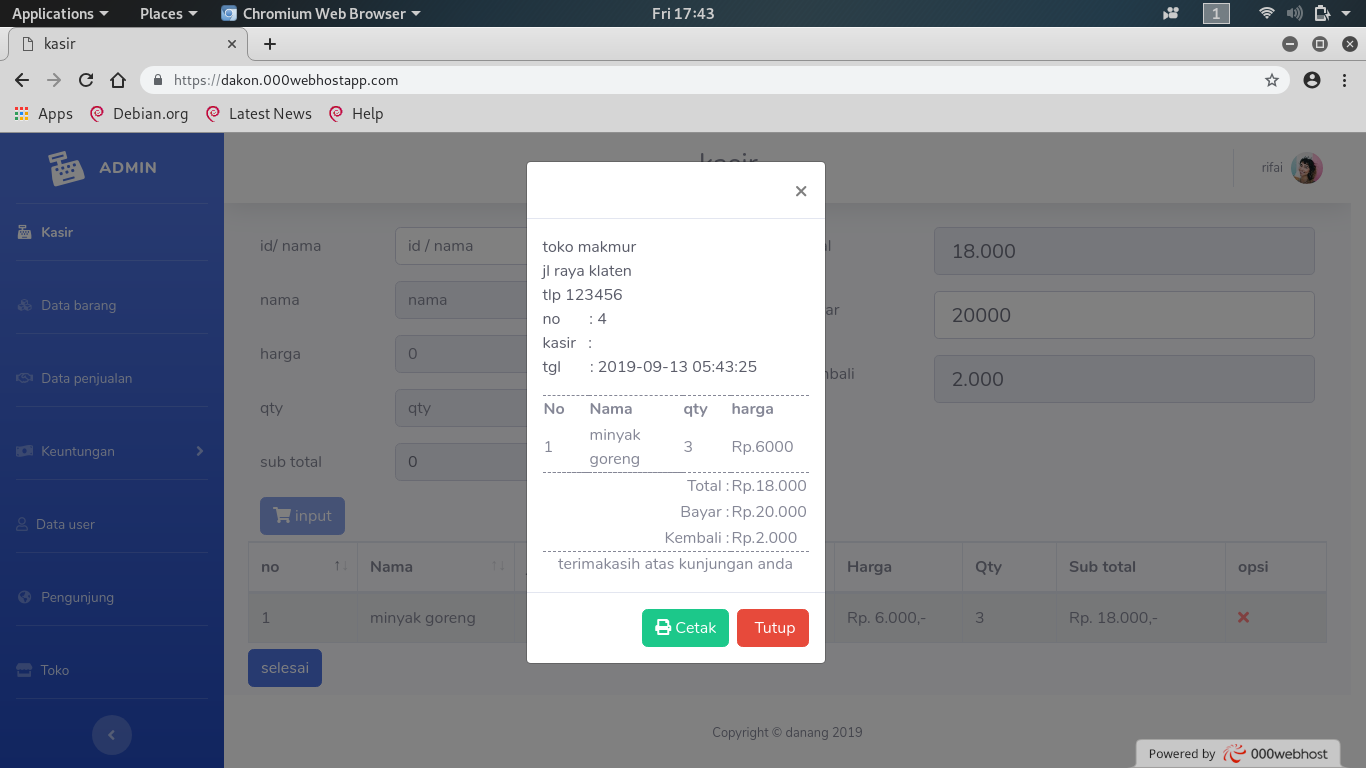 Applications Places Chromium Web Browser Fri 17:43 1
kasir
https://dakon.000webhostapp.com
Apps Debian.org Latest News Help
ADMIN
Kasir
Data barang
Data penjualan
Keuntungan
Data user
Pengunjung
Toko
kasir
rifai
id/ nama id / nama
nama nama
harga 0
qty qty
sub total 0
input
18.000
20000
2.000
×
toko makmur
jl raya klaten
tlp 123456
no : 4
kasir :
tgl : 2019-09-13 05:43:25
No Nama qty harga
1 minyak goreng 3 Rp.6000
Total : Rp.18.000
Bayar : Rp.20.000
Kembali : Rp.2.000
terimakasih atas kunjungan anda
Cetak Tutup
no Nama Harga Qty Sub total opsi
1 minyak goreng Rp. 6.000,- 3 Rp. 18.000,-
selesai
Copyright © danang 2019
Powered by 000webhost